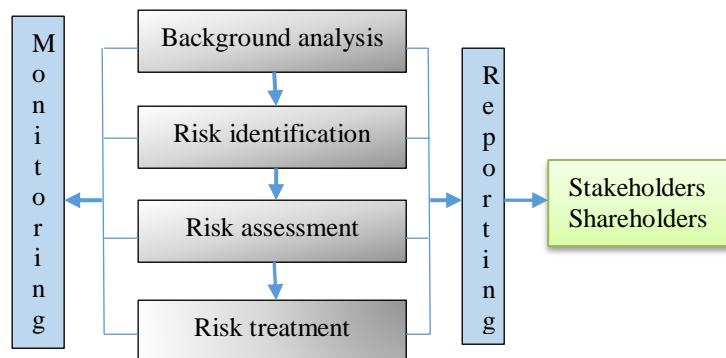 Monitoring
Background analysis
Risk identification
Risk assessment
Risk treatment
Reporting
Stakeholders
Shareholders